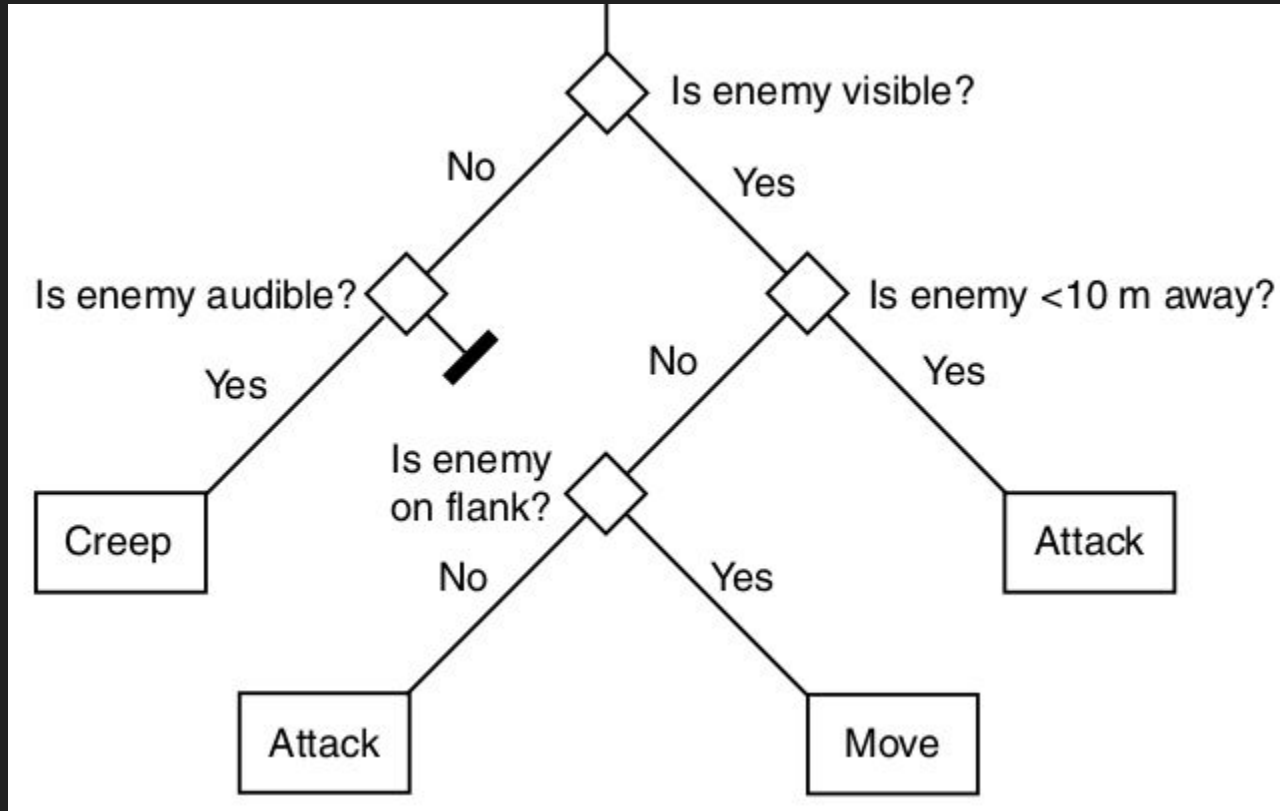 Is enemy visible?
No
Yes
Is enemy audible?
Is enemy <10 m away?
Yes
No
Yes
Is enemy
on flank?
Creep
Attack
No
Yes
Attack
Move